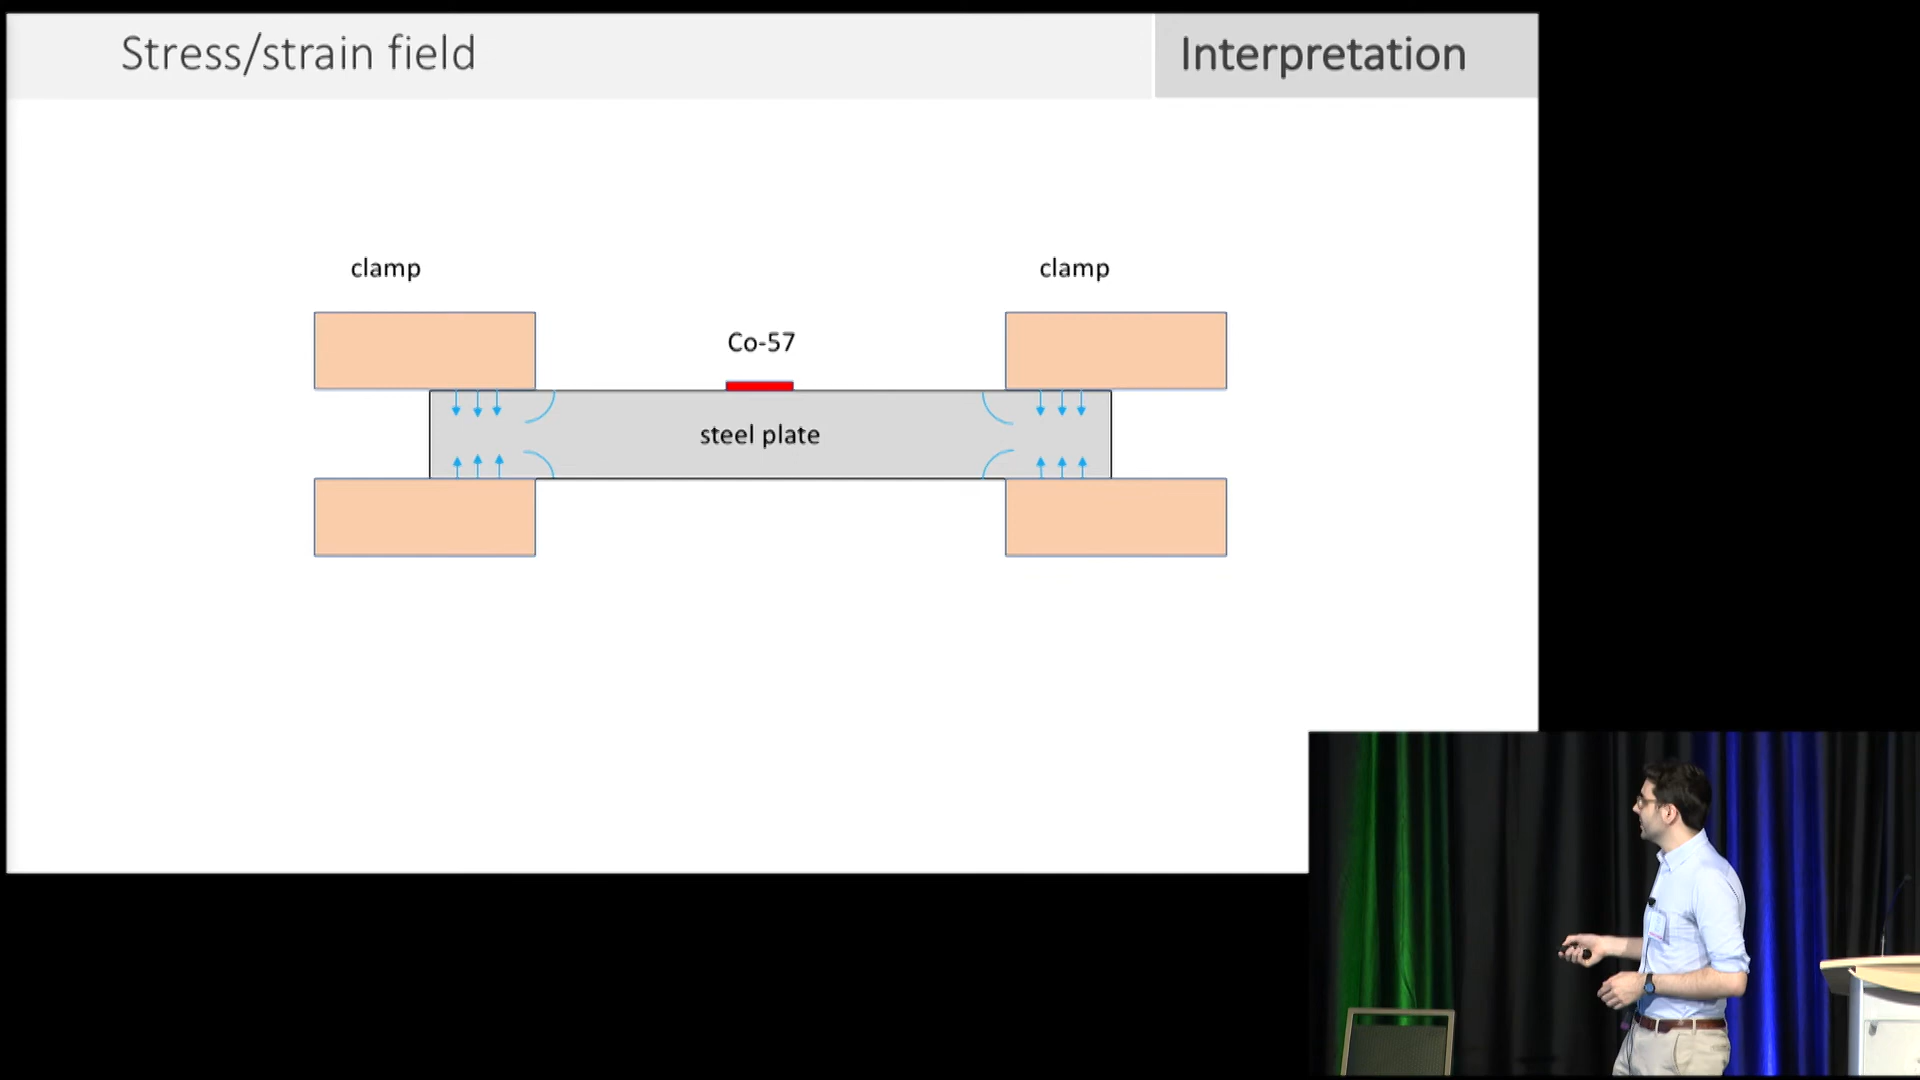 Stress/strain field
Interpretation
clamp
clamp
Co-57
steel plate